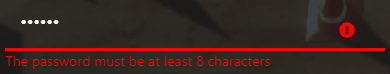 ••••••
The password must be at least 8 characters